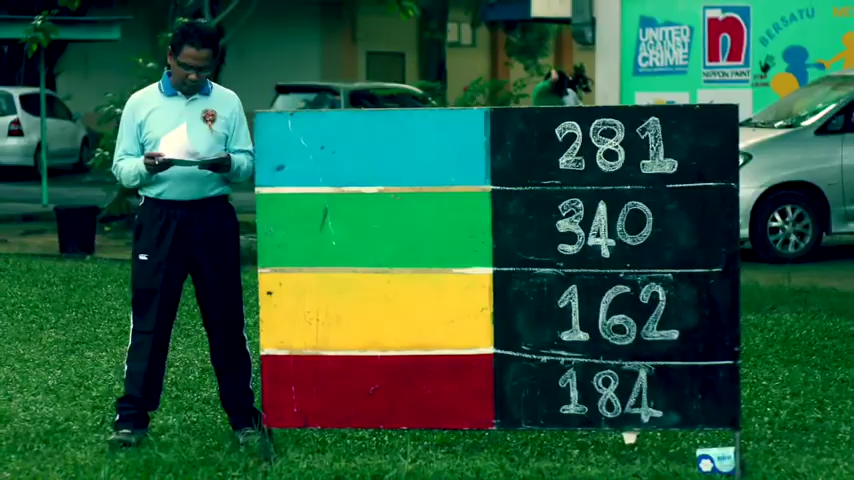 UNITED
AGAINST
CRIME
n
NIPPON PAINT
BERSATU
281
340
162
184